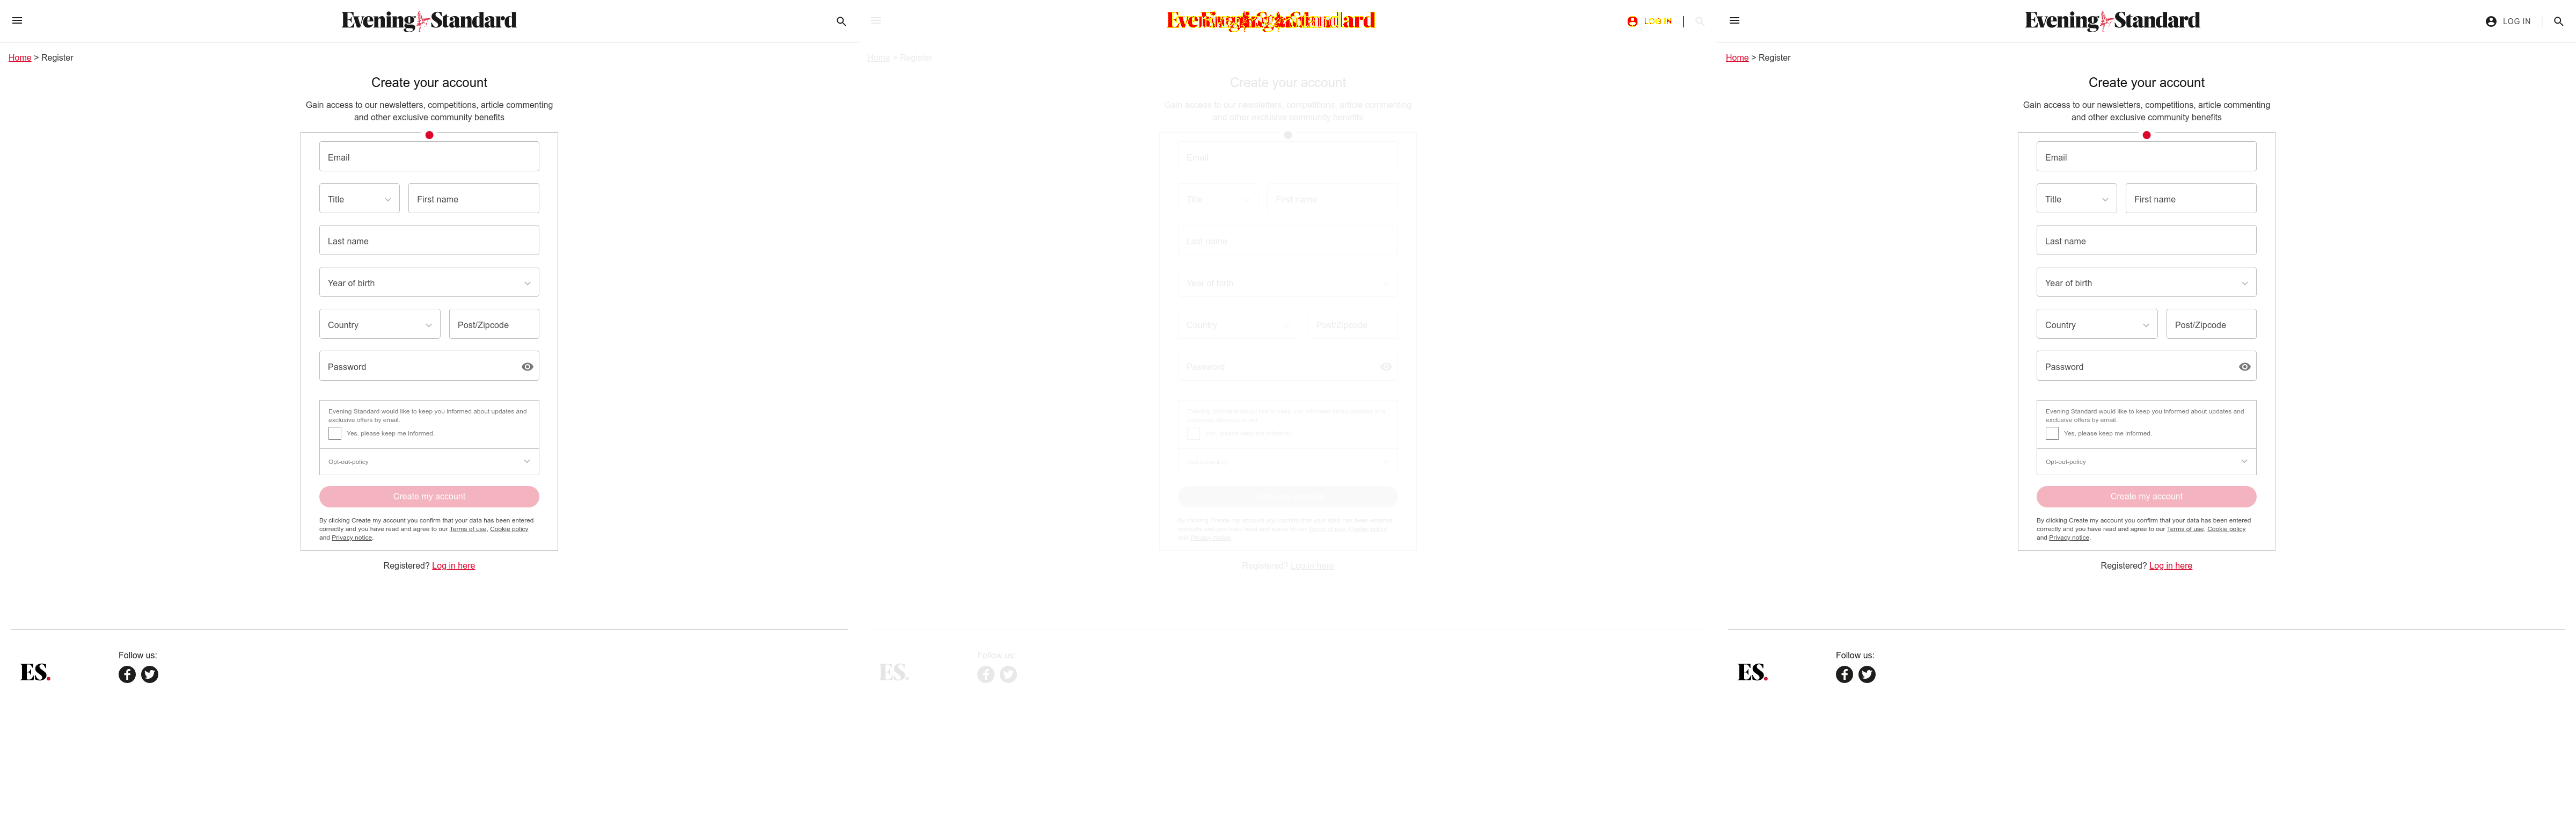 Evening Standard
Home > Register
Create your account
Gain access to our newsletters, competitions, article commenting
and other exclusive community benefits
Email
Title
First name
Last name
Year of birth
Country
Post/Zipcode
Password
Evening Standard would like to keep you informed about updates and
exclusive offers by email.
Yes, please keep me informed.
Opt-out-policy
Create my account
By clicking Create my account you confirm that your data has been entered
correctly and you have read and agree to our Terms of use, Cookie policy
and Privacy notice.
Registered? Log in here
ES.
Follow us:
LOG IN
Home > Register
Create your account
Gain access to our newsletters, competitions, article commenting
and other exclusive community benefits
Email
Title
First name
Last name
Year of birth
Country
Post/Zipcode
Password
By clicking Create my account you confirm that your data has been entered
correctly and you have read and agree to our Terms of use, Cookie policy
and Privacy notice.
Registered? Log in here
ES.
Follow us:
Evening Standard
LOG IN
Home > Register
Create your account
Gain access to our newsletters, competitions, article commenting
and other exclusive community benefits
Email
Title
First name
Last name
Year of birth
Country
Post/Zipcode
Password
Evening Standard would like to keep you informed about updates and
exclusive offers by email.
Yes, please keep me informed.
Opt-out-policy
Create my account
By clicking Create my account you confirm that your data has been entered
correctly and you have read and agree to our Terms of use, Cookie policy
and Privacy notice.
Registered? Log in here
ES.
Follow us: